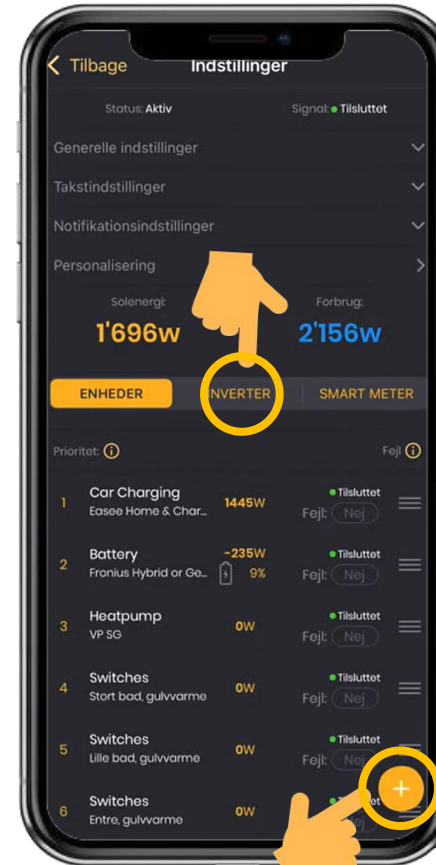 Tilbage Indstillinger
Status: Aktiv Signal: Tilsluttet
Generelle indstillinger
Takstindstillinger
Notifikationsindstillinger
Personalisering
Solenergi: Forbrug:
1'696w 2'156w
ENHEDER INVERTER SMART METER
Prioritet: Fejl
1 Car Charging 1445W Tilsluttet
Easee Home & Char... Fejl: Nej
2 Battery -235W Tilsluttet
Fronius Hybrid or Ge... 9% Fejl: Nej
3 Heatpump 0W Tilsluttet
VP SG Fejl: Nej
4 Switches 0W Tilsluttet
Stort bad, gulvvarme Fejl: Nej
5 Switches 0W Tilsluttet
Lille bad, gulvvarme Fejl: Nej
6 Switches 0W
Entre, gulvvarme